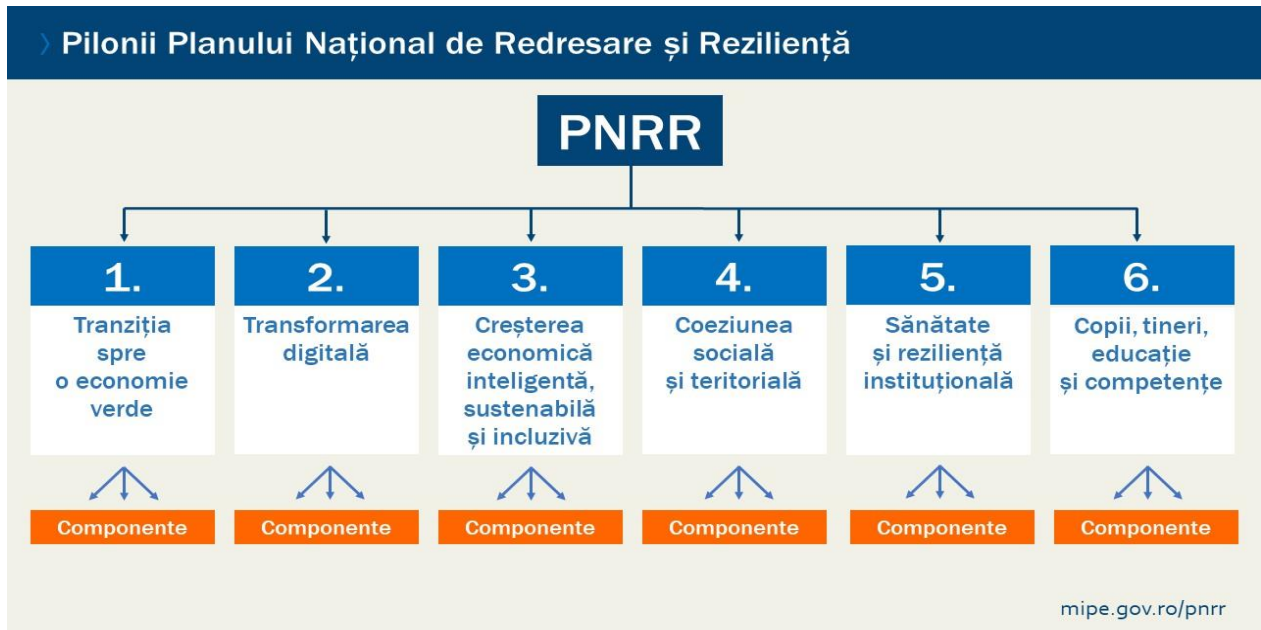 〉Pilonii Planului Național de Redresare și Reziliență
PNRR
1.
Tranziția
spre
o economie
verde
Componente
2.
Transformarea
digitală
Componente
3.
Creșterea
economică
inteligentă,
sustenabilă
și incluzivă
Componente
4.
Coeziunea
socială
și teritorială
Componente
5.
Sănătate
și reziliență
instituțională
Componente
6.
Copii, tineri,
educație
și competențe
Componente
mipe.gov.ro/pnrr